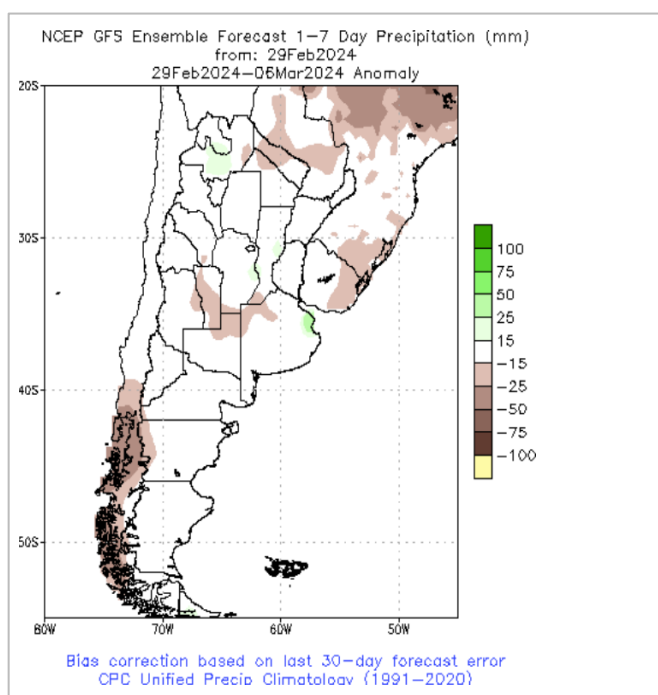 NCEP GFS Ensemble Forecast 1-7 Day Precipitation (mm)
from: 29Feb2024
29Feb2024-06Mar2024 Anomaly
20S
30S
40S
50S
80W
70W
60W
50W
100
75
50
25
15
-15
-25
-50
-75
-100
Bias correction based on last 30-day forecast error
CPC Unified Precip Climatology (1991-2020)